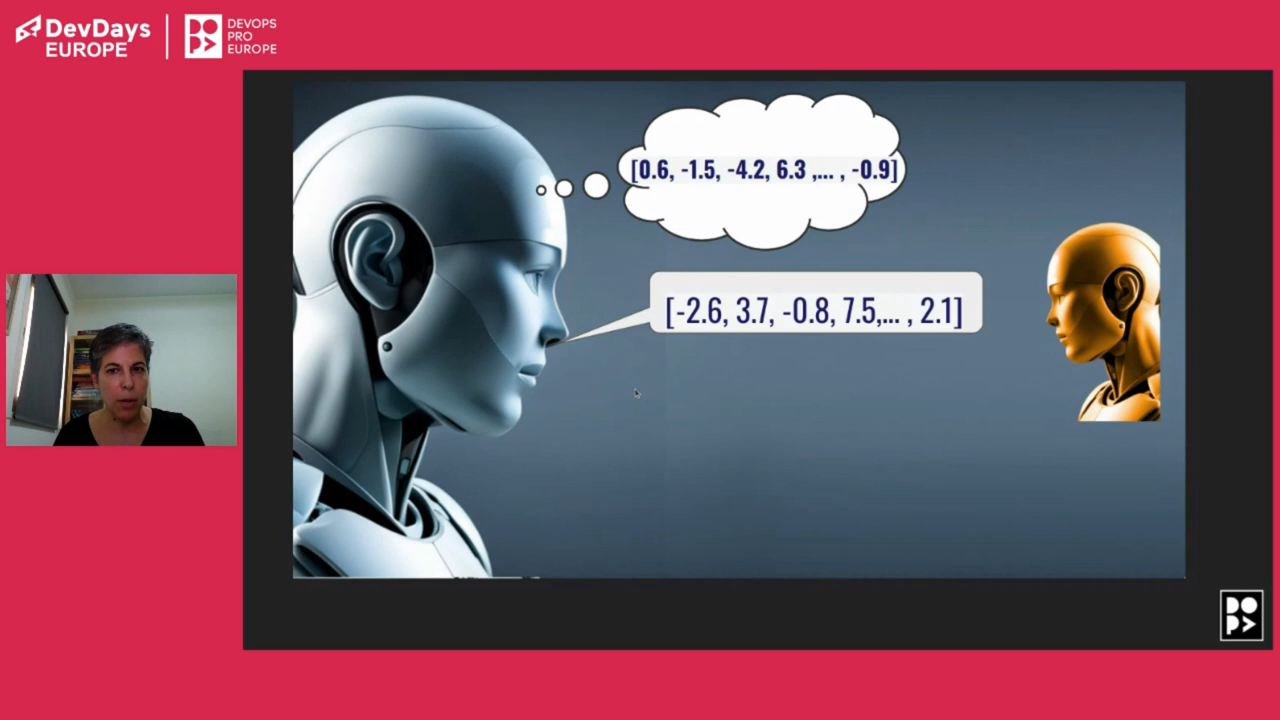 DevDays
EUROPE
DEVOPS
PRO
EUROPE
[0.6, -1.5, -4.2, 6.3 ,... , -0.9]
[-2.6, 3.7, -0.8, 7.5,... , 2.1]